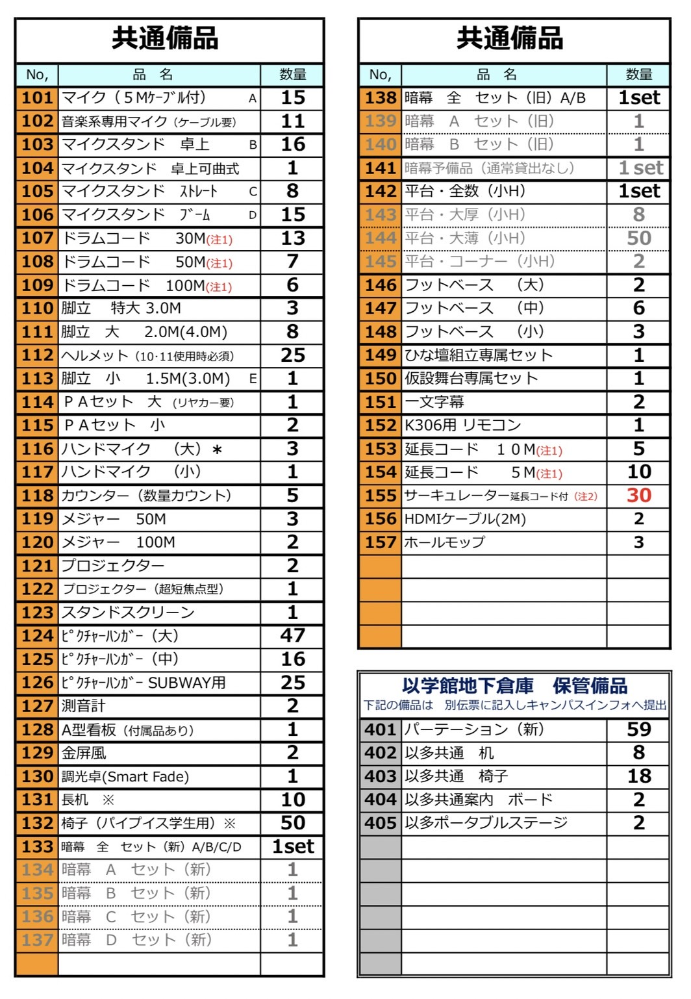 共通備品
No, 品　名 数量
101 マイク（５Mｹｰﾌﾞﾙ付） A 15
102 音楽系専用マイク（ケーブル要） 11
103 マイクスタンド　卓上 B 16
104 マイクスタンド　卓上可曲式 1
105 マイクスタンド　ｽﾄﾚｰﾄ C 8
106 マイクスタンド　ﾌﾞｰﾑ D 15
107 ドラムコード　30M(注1) 13
108 ドラムコード　50M(注1) 7
109 ドラムコード　100M(注1) 6
110 脚立　特大 3.0M 3
111 脚立　大　2.0M(4.0M) 8
112 ヘルメット（10･11使用時必須） 25
113 脚立　小　1.5M(3.0M) E 1
114 ＰＡセット　大　(リヤカー要） 1
115 ＰＡセット　小 2
116 ハンドマイク　（大）＊ 3
117 ハンドマイク　（小） 1
118 カウンター（数量カウント） 5
119 メジャー　50M 3
120 メジャー　100M 2
121 プロジェクター 2
122 プロジェクター（超短焦点型） 1
123 スタンドスクリーン 1
124 ﾋﾟｸﾁｬｰﾊﾝｶﾞｰ（大） 47
125 ﾋﾟｸﾁｬｰﾊﾝｶﾞｰ（中） 16
126 ﾋﾟｸﾁｬｰﾊﾝｶﾞｰ SUBWAY用 25
127 測音計 2
128 A型看板（付属品あり） 1
129 金屏風 2
130 調光卓(Smart Fade) 1
131 長机　※ 10
132 椅子（パイプイス学生用）※ 50
133 暗幕　全　セット（新）A/B/C/D 1set
134 暗幕　A　セット（新） 1
135 暗幕　B　セット（新） 1
136 暗幕　C　セット（新） 1
137 暗幕　D　セット（新） 1
共通備品
No, 品　名 数量
138 暗幕　全　セット（旧）A/B 1set
139 暗幕　A　セット（旧） 1
140 暗幕　B　セット（旧） 1
141 暗幕予備品（通常貸出なし） 1set
142 平台・全数（小H） 1set
143 平台・大厚（小H） 8
144 平台・大薄（小H） 50
145 平台・コーナー（小H） 2
146 フットベース　（大） 2
147 フットベース　（中） 6
148 フットベース　（小） 3
149 ひな壇組立専属セット 1
150 仮設舞台専属セット 1
151 一文字幕 2
152 K306用 リモコン 1
153 延長コード　１０M(注1) 5
154 延長コード　５M(注1) 10
155 サーキュレーター延長コード付（注2） 30
156 HDMIケーブル(2M) 2
157 ホールモップ 3
以学館地下倉庫　保管備品
下記の備品は　別伝票に記入しキャンパスインフォへ提出
401 パーテーション（新） 59
402 以多共通　机 8
403 以多共通　椅子 18
404 以多共通案内　ボード 2
405 以多ポータブルステージ 2